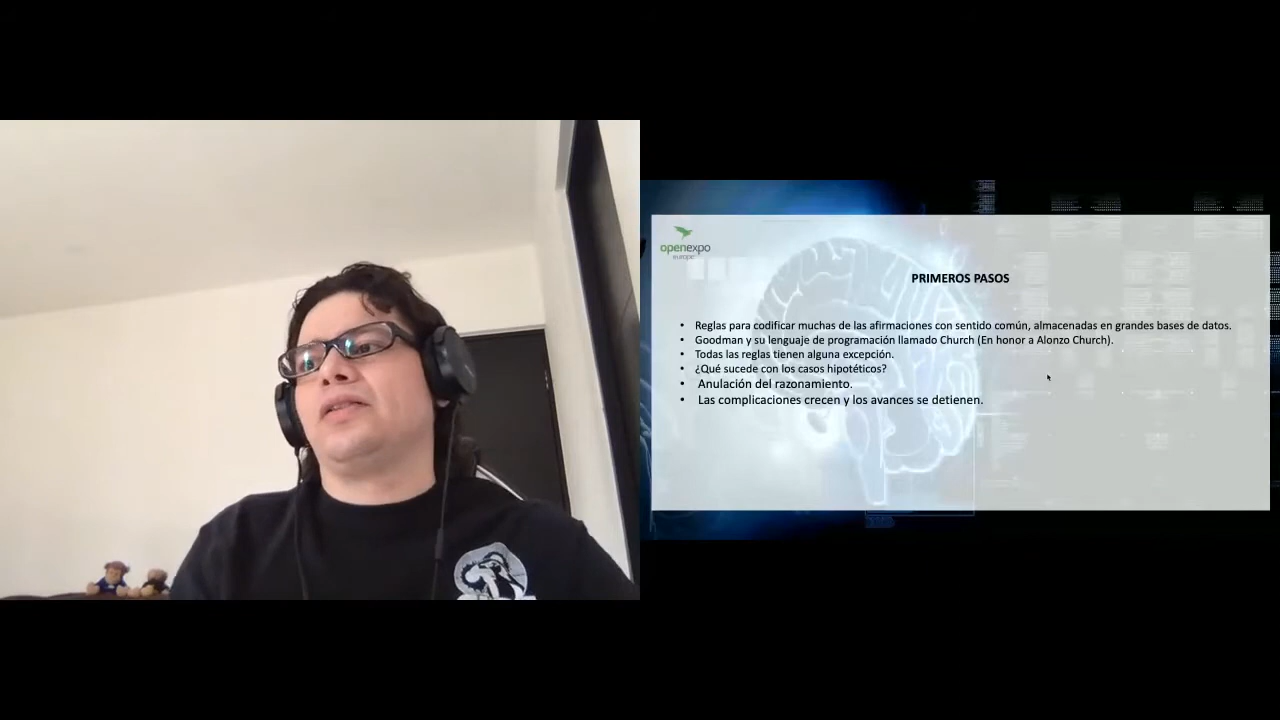 openexpo
europe
PRIMEROS PASOS
• Reglas para codificar muchas de las afirmaciones con sentido común, almacenadas en grandes bases de datos.
• Goodman y su lenguaje de programación llamado Church (En honor a Alonzo Church).
• Todas las reglas tienen alguna excepción.
• ¿Qué sucede con los casos hipotéticos?
• Anulación del razonamiento.
• Las complicaciones crecen y los avances se detienen.